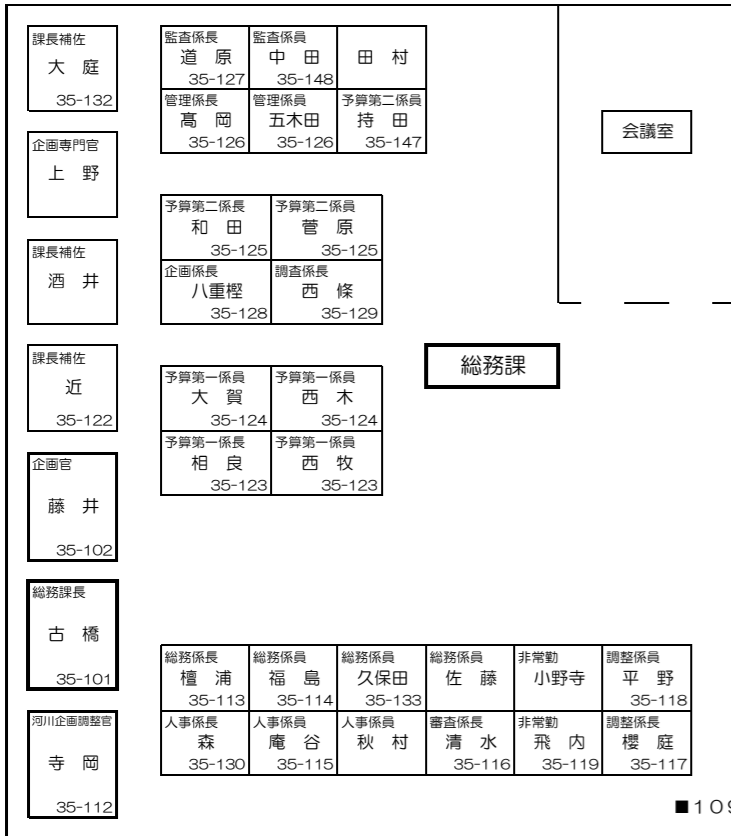 課長補佐
大 庭
35-132
企画専門官
上 野
課長補佐
酒 井
課長補佐
近
35-122
企画官
藤 井
35-102
総務課長
古 橋
35-101
河川企画調整官
寺 岡
35-112
監査係長 監査係員
道 原 中 田 田 村
35-127 35-148
管理係長 管理係員 予算第二係員
髙 岡 五木田 持 田
35-126 35-126 35-147
予算第二係長 予算第二係員
和 田 菅 原
35-125 35-125
企画係長 調査係長
八重樫 西 條
35-128 35-129
予算第一係員 予算第一係員
大 賀 西 木
35-124 35-124
予算第一係長 予算第一係員
相 良 西 牧
35-123 35-123
会議室
総務課
総務係長 総務係員 総務係員 総務係員 非常勤 調整係員
檀 浦 福 島 久保田 佐 藤 小野寺 平 野
35-113 35-114 35-133 35-118
人事係長 人事係員 人事係員 審査係長 非常勤 調整係長
森 庵 谷 秋 村 清 水 飛 内 櫻 庭
35-130 35-115 35-116 35-119 35-117
■109